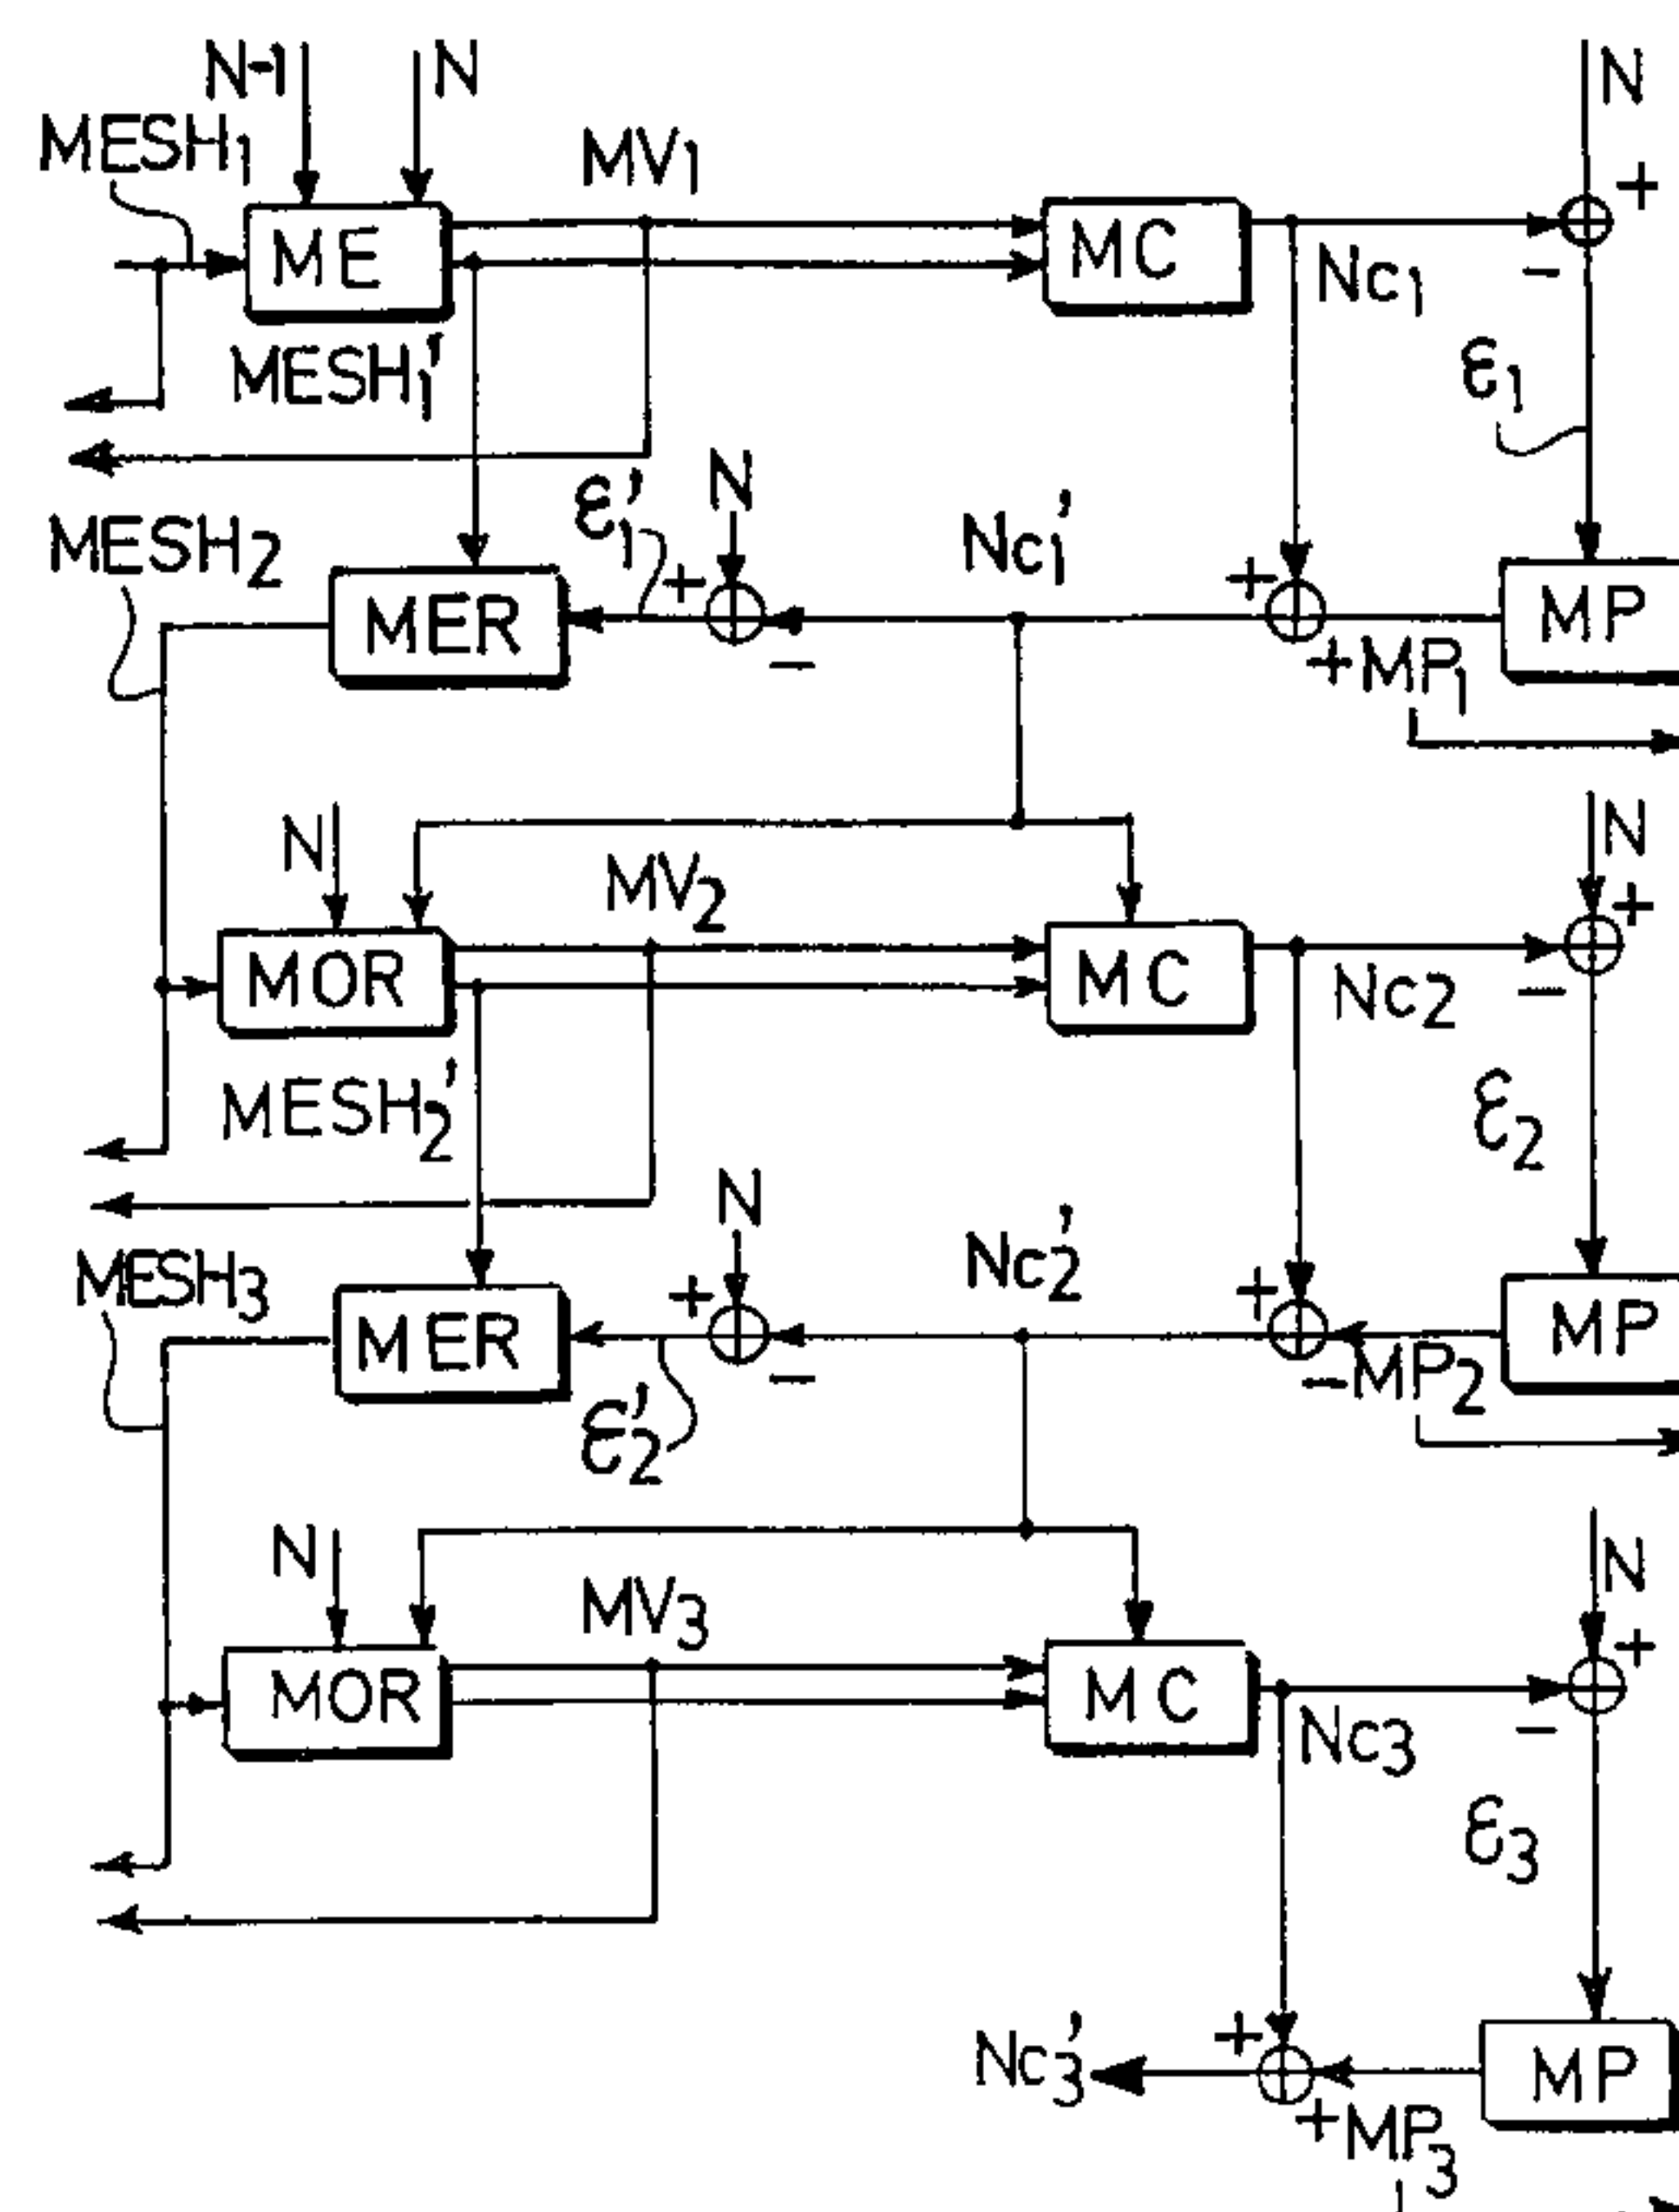 N-1 N N
MESH1 MV1 +
ME MC
Nc1 -
MESH1' ε1
ε1' N Nc1'
MESH2
+ +
MER MP
- +MP1
N MV2 N
+
MOR MC
Nc2 -
MESH2' ε2
N Nc2'
MESH3 + +
MER MP
- -MP2
ε2'
N MV3 N
+
MOR MC
Nc3 -
ε3
+
Nc3' MP
+MP3